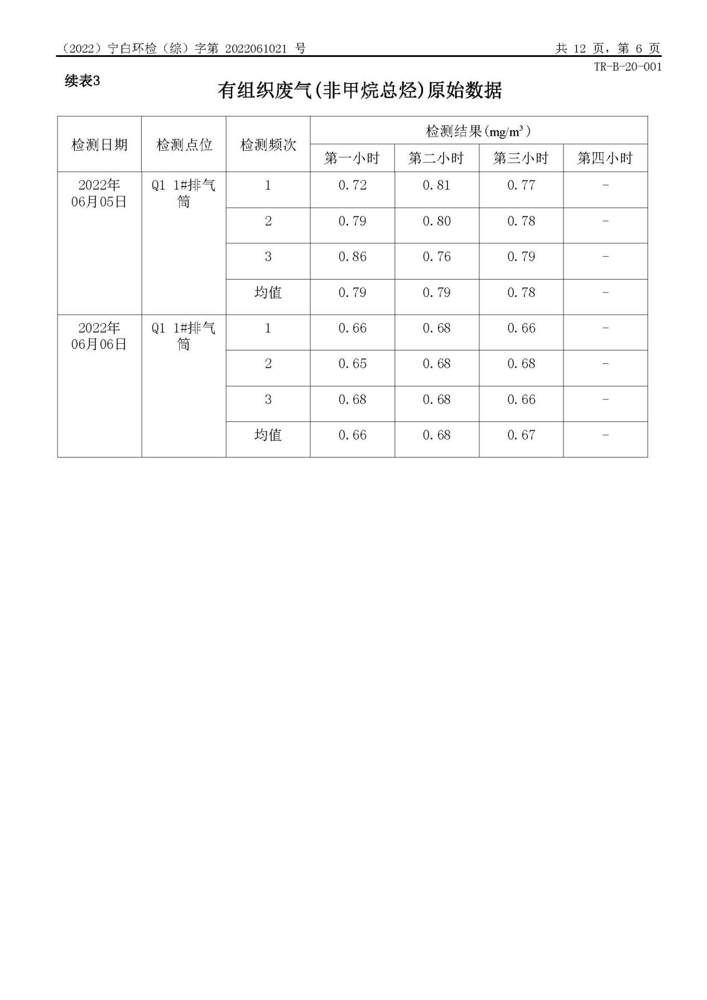 （2022）宁白环检（综）字第 2022061021 号 共 12 页，第 6 页
TR-B-20-001
续表3
有组织废气(非甲烷总烃)原始数据
检测日期 检测点位 检测频次 检测结果(mg/m³)
第一小时 第二小时 第三小时 第四小时
2022年 Q1 1#排气 1 0.72 0.81 0.77 -
06月05日 筒
2 0.79 0.80 0.78 -
3 0.86 0.76 0.79 -
均值 0.79 0.79 0.78 -
2022年 Q1 1#排气 1 0.66 0.68 0.66 -
06月06日 筒
2 0.65 0.68 0.68 -
3 0.68 0.68 0.66 -
均值 0.66 0.68 0.67 -